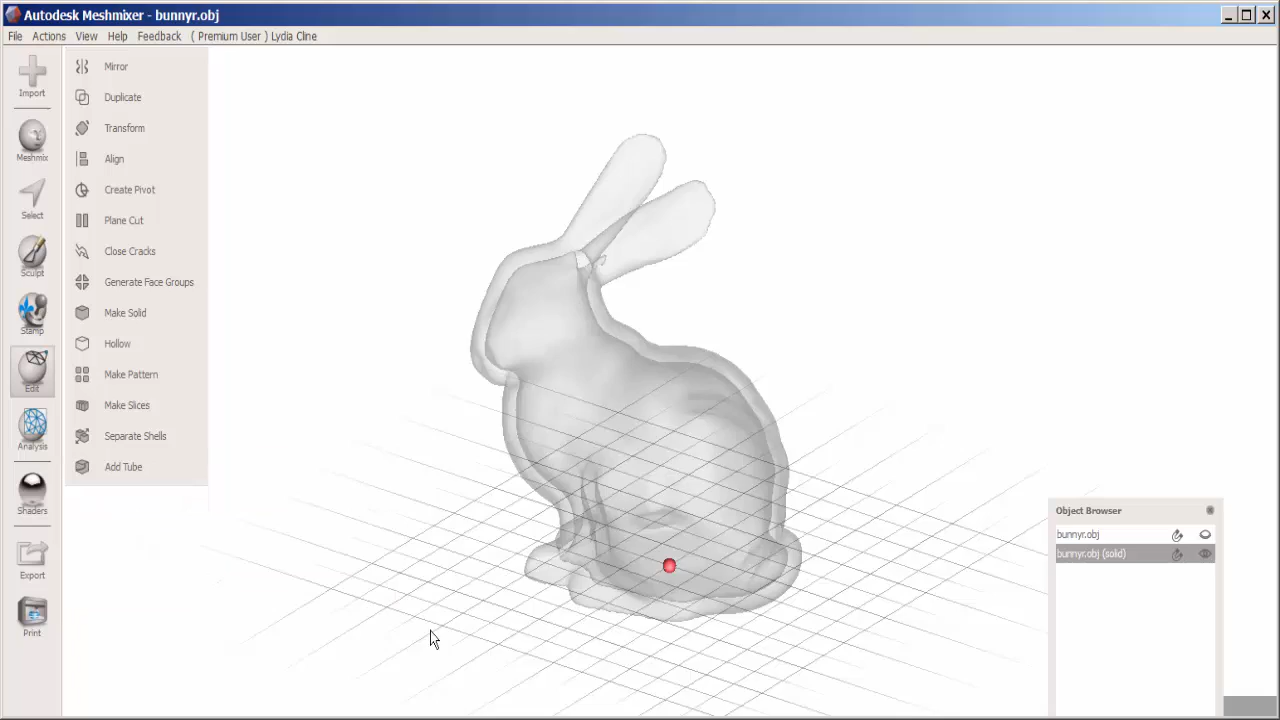 Autodesk Meshmixer - bunnyr.obj
File Actions View Help Feedback ( Premium User ) Lydia Cline
Import
Meshmix
Select
Sculpt
Stamp
Edit
Analysis
Shaders
Export
Print
Mirror
Duplicate
Transform
Align
Create Pivot
Plane Cut
Close Cracks
Generate Face Groups
Make Solid
Hollow
Make Pattern
Make Slices
Separate Shells
Add Tube
Object Browser
bunnyr.obj
bunnyr.obj (solid)